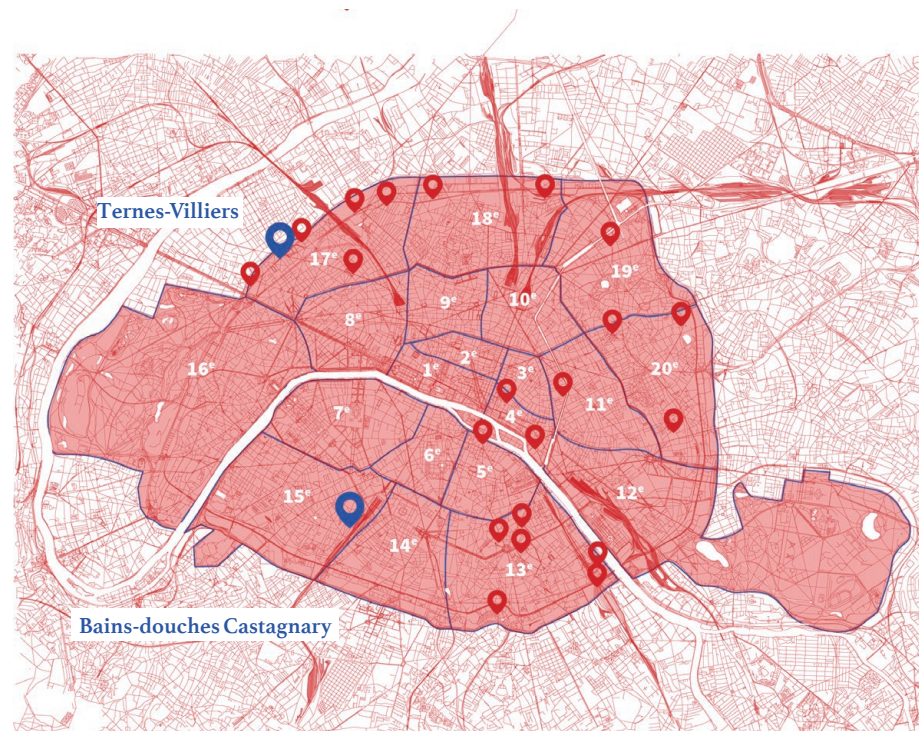 Ternes-Villiers
18e
17e
19e
9e
10e
8e
2e
16e
1e
3e
20e
7e
4e
11e
6e
5e
15e
12e
14e
13e
Bains-douches Castagnary